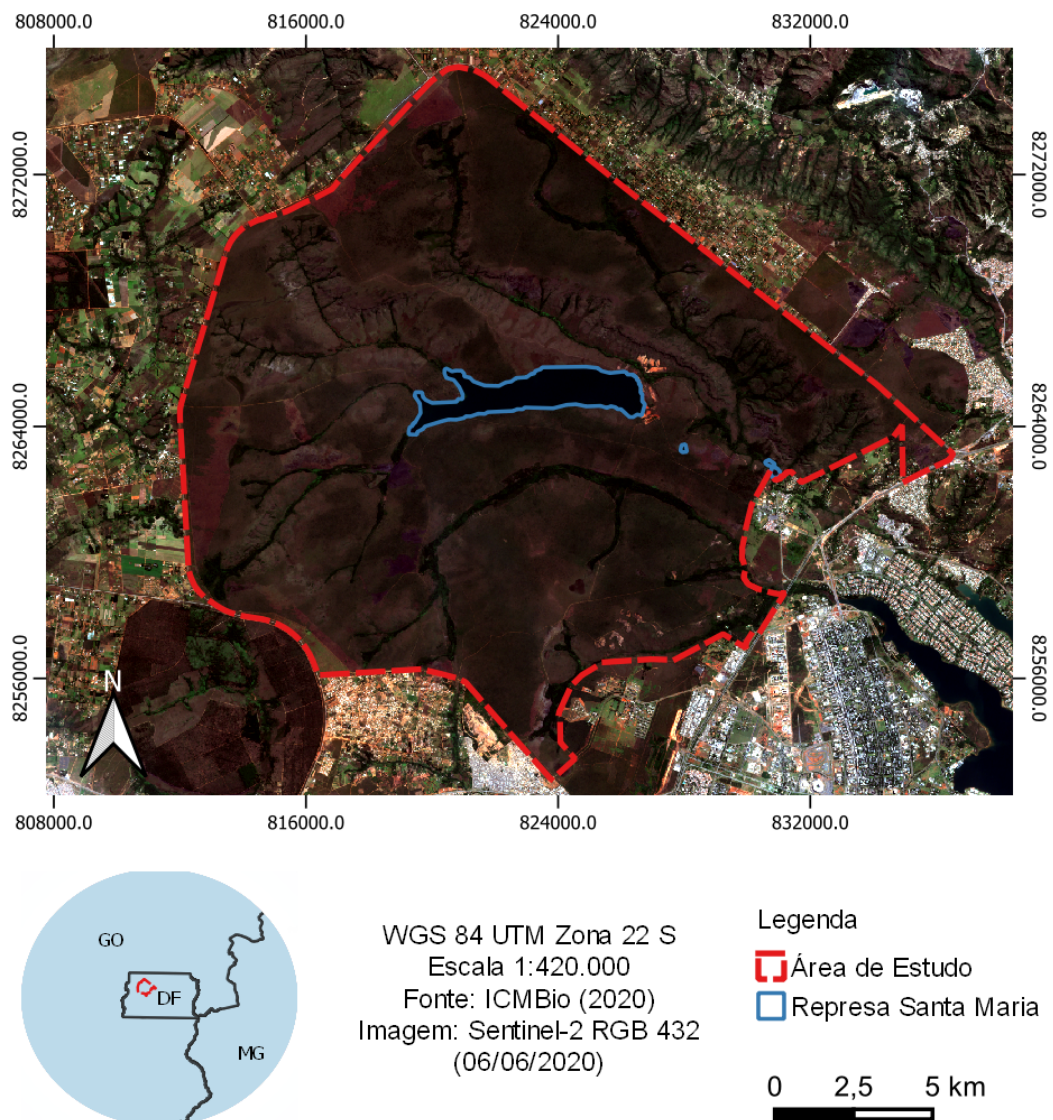 808000.0 816000.0 824000.0 832000.0
8272000.0 8272000.0
8264000.0 8264000.0
8256000.0 8256000.0
N
808000.0 816000.0 824000.0 832000.0
GO
DF
MG
WGS 84 UTM Zona 22 S
Escala 1:420.000
Fonte: ICMBio (2020)
Imagem: Sentinel-2 RGB 432
(06/06/2020)
Legenda
Área de Estudo
Represa Santa Maria
0 2,5 5 km